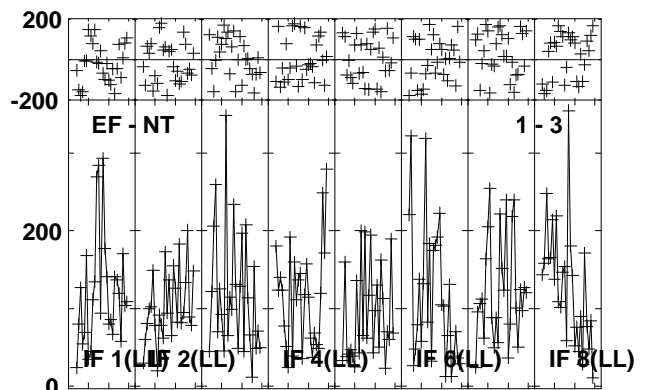 200
-200
EF - NT 1 - 3
200
IF 1(LL) IF 2(LL) IF 4(LL) IF 6(LL) IF 8(LL)
0